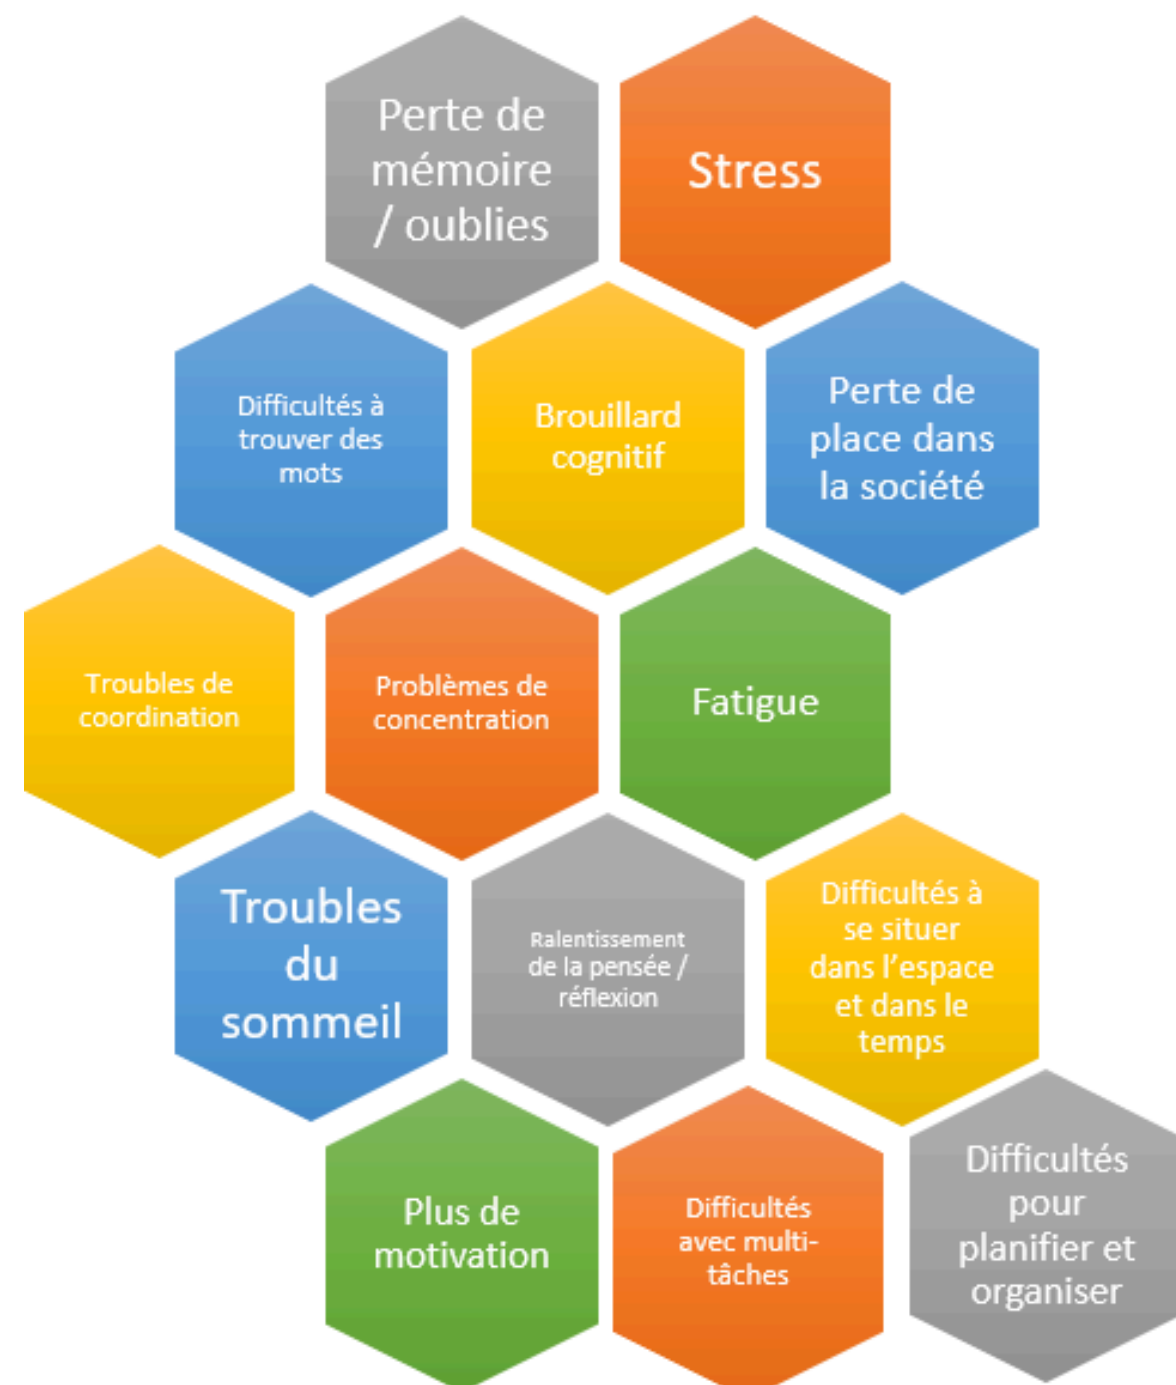 Perte de
mémoire
/ oublies
Stress
Difficultés à
trouver des
mots
Brouillard
cognitif
Perte de
place dans
la société
Troubles de
coordination
Problèmes de
concentration
Fatigue
Troubles
du
sommeil
Ralentissement
de la pensée /
réflexion
Difficultés à
se situer
dans l’espace
et dans le
temps
Plus de
motivation
Difficultés
avec multi-
tâches
Difficultés
pour
planifier et
organiser